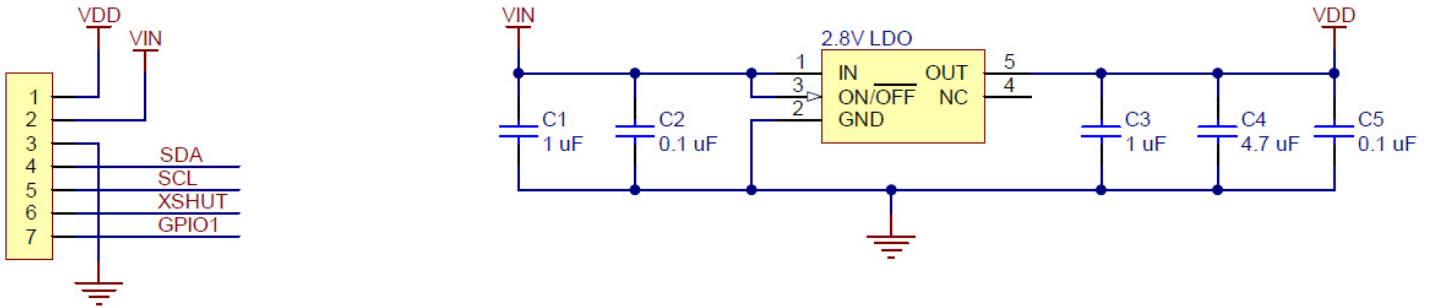 VDD
VIN
1
2
3
4 SDA
5 SCL
6 XSHUT
7 GPIO1
VIN
VDD
2.8V LDO
1 IN OUT 5
3 ON/OFF NC 4
2 GND
C1
1 uF
C2
0.1 uF
C3
1 uF
C4
4.7 uF
C5
0.1 uF